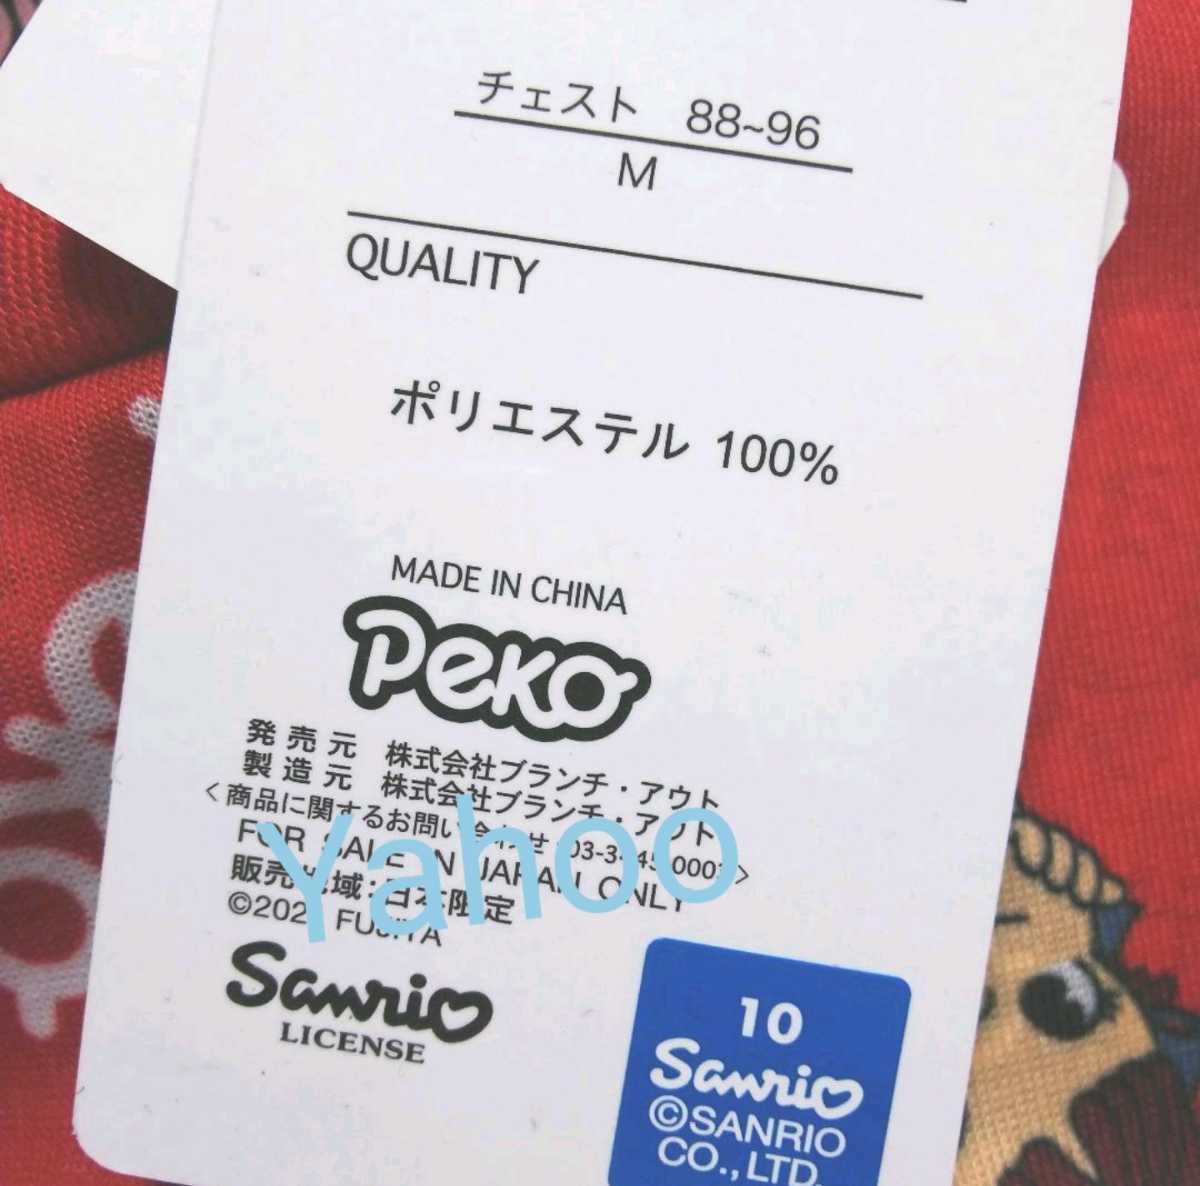 チェスト 88~96
M
QUALITY
ポリエステル 100%
MADE IN CHINA
Peko
発売元 株式会社ブランチ・アウト
製造元 株式会社ブランチ・アウト
<商品に関するお問い合わせ
FOR SALE IN JAPAN ONLY
販売地域:日本限定
© FUJIYA
Yahoo
Sanrio
LICENSE
10
Sanrio
©SANRIO
CO.,LTD.